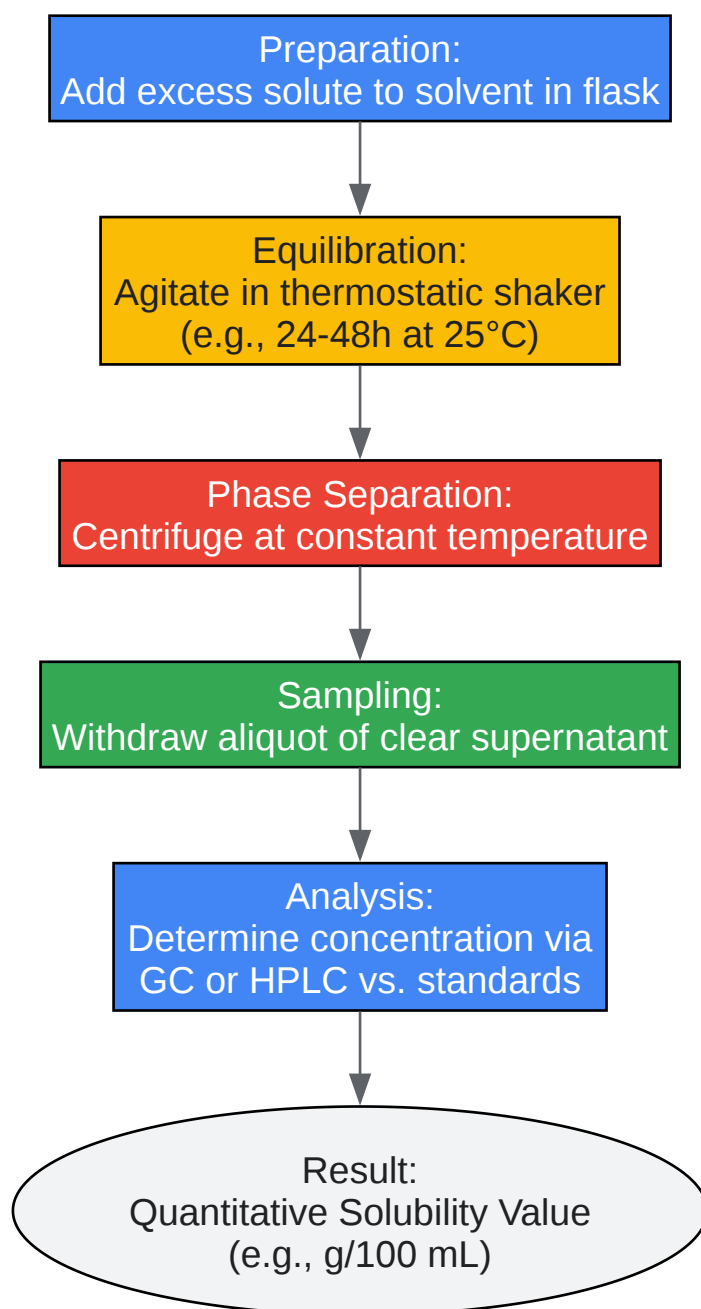 Preparation:
Add excess solute to solvent in flask
Equilibration:
Agitate in thermostatic shaker
(e.g., 24-48h at 25°C)
Phase Separation:
Centrifuge at constant temperature
Sampling:
Withdraw aliquot of clear supernatant
Analysis:
Determine concentration via
GC or HPLC vs. standards
Result:
Quantitative Solubility Value
(e.g., g/100 mL)